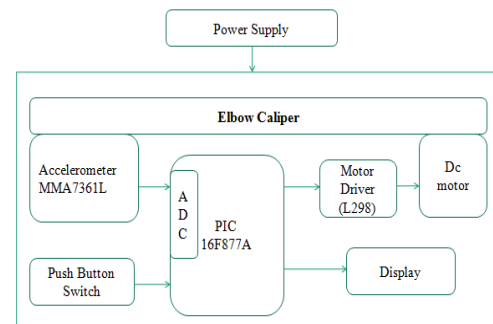 Power Supply
Elbow Caliper
Accelerometer
MMA7361L
A
D
C
PIC
16F877A
Motor
Driver
(L298)
Dc
motor
Push Button
Switch
Display